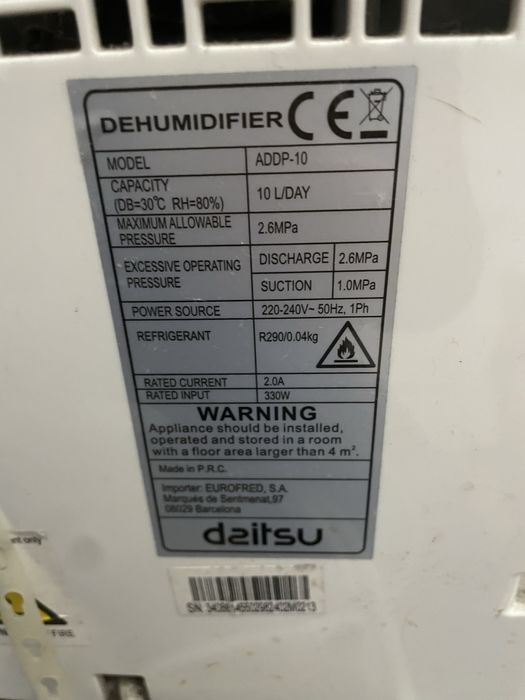 DEHUMIDIFIER CE
MODEL ADDP-10
CAPACITY
(DB=30℃ RH=80%) 10 L/DAY
MAXIMUM ALLOWABLE
PRESSURE 2.6MPa
EXCESSIVE OPERATING
PRESSURE
DISCHARGE 2.6MPa
SUCTION 1.0MPa
POWER SOURCE 220-240V~ 50Hz, 1Ph
REFRIGERANT R290/0.04kg
RATED CURRENT 2.0A
RATED INPUT 330W
WARNING
Appliance should be installed,
operated and stored in a room
with a floor area larger than 4 m².
Made in P.R.C.
Importer: EUROFRED, S.A.
Marqués de Sentmenat,97
08029 Barcelona
daitsu
only
FIRE